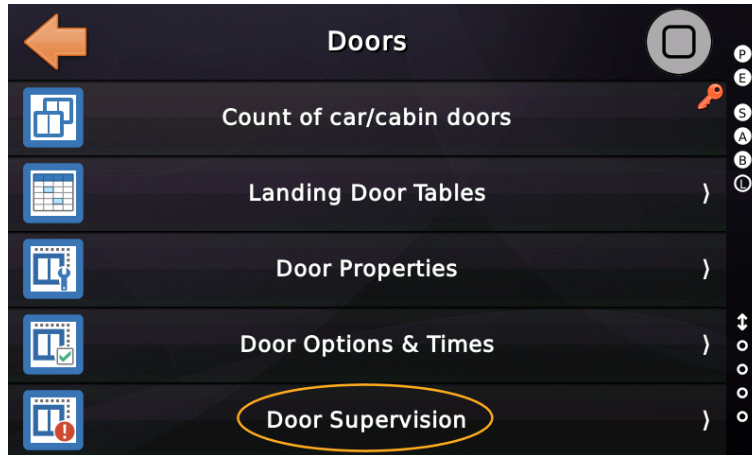 Doors
P
E
Count of car/cabin doors
S
A
B
Landing Door Tables
L
Door Properties
Door Options & Times
Door Supervision